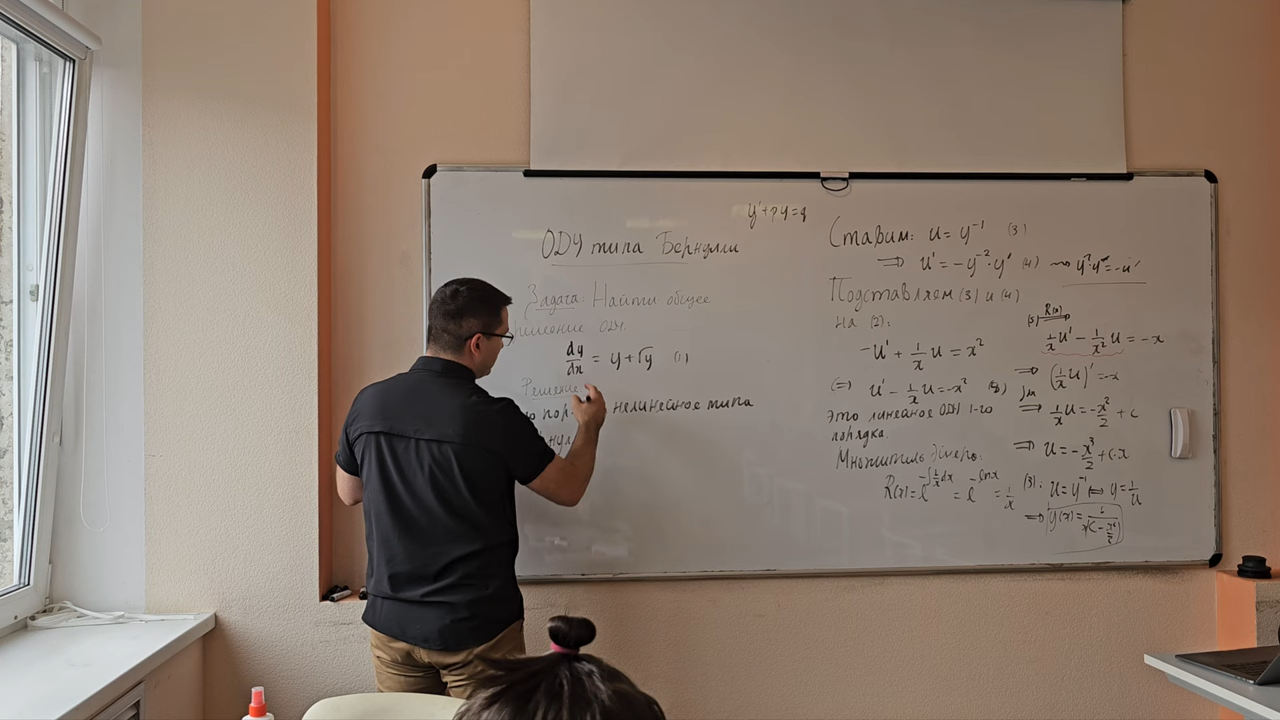 y'+py=q
ОДУ типа Бернулли
Задача: Найти общее
решение ОДУ.
dy/dx = y+√y (1)
Решение
нелинейное типа
Ставим: u = y⁻¹ (3)
⇒ u' = -y⁻²·y' (4) ⇝ y⁻²·y' = -u'
Подставляем (3) и (4)
на (2):
-u' + 1/x u = x²
(=) u' - 1/x u = -x²
Это линейное ОДУ 1-го
порядка.
Множитель
R(x) = e^(-∫1/x dx) = e^(-ln x) = 1/x
(5) R(x) ⇒
1/x u' - 1/x² u = -x
⇒ (1/x u)' = -x
⇒ 1/x u = -x²/2 + c
⇒ u = -x³/2 + c·x
(3): u = y⁻¹ ⇔ y = 1/u
⇒ y(x) =